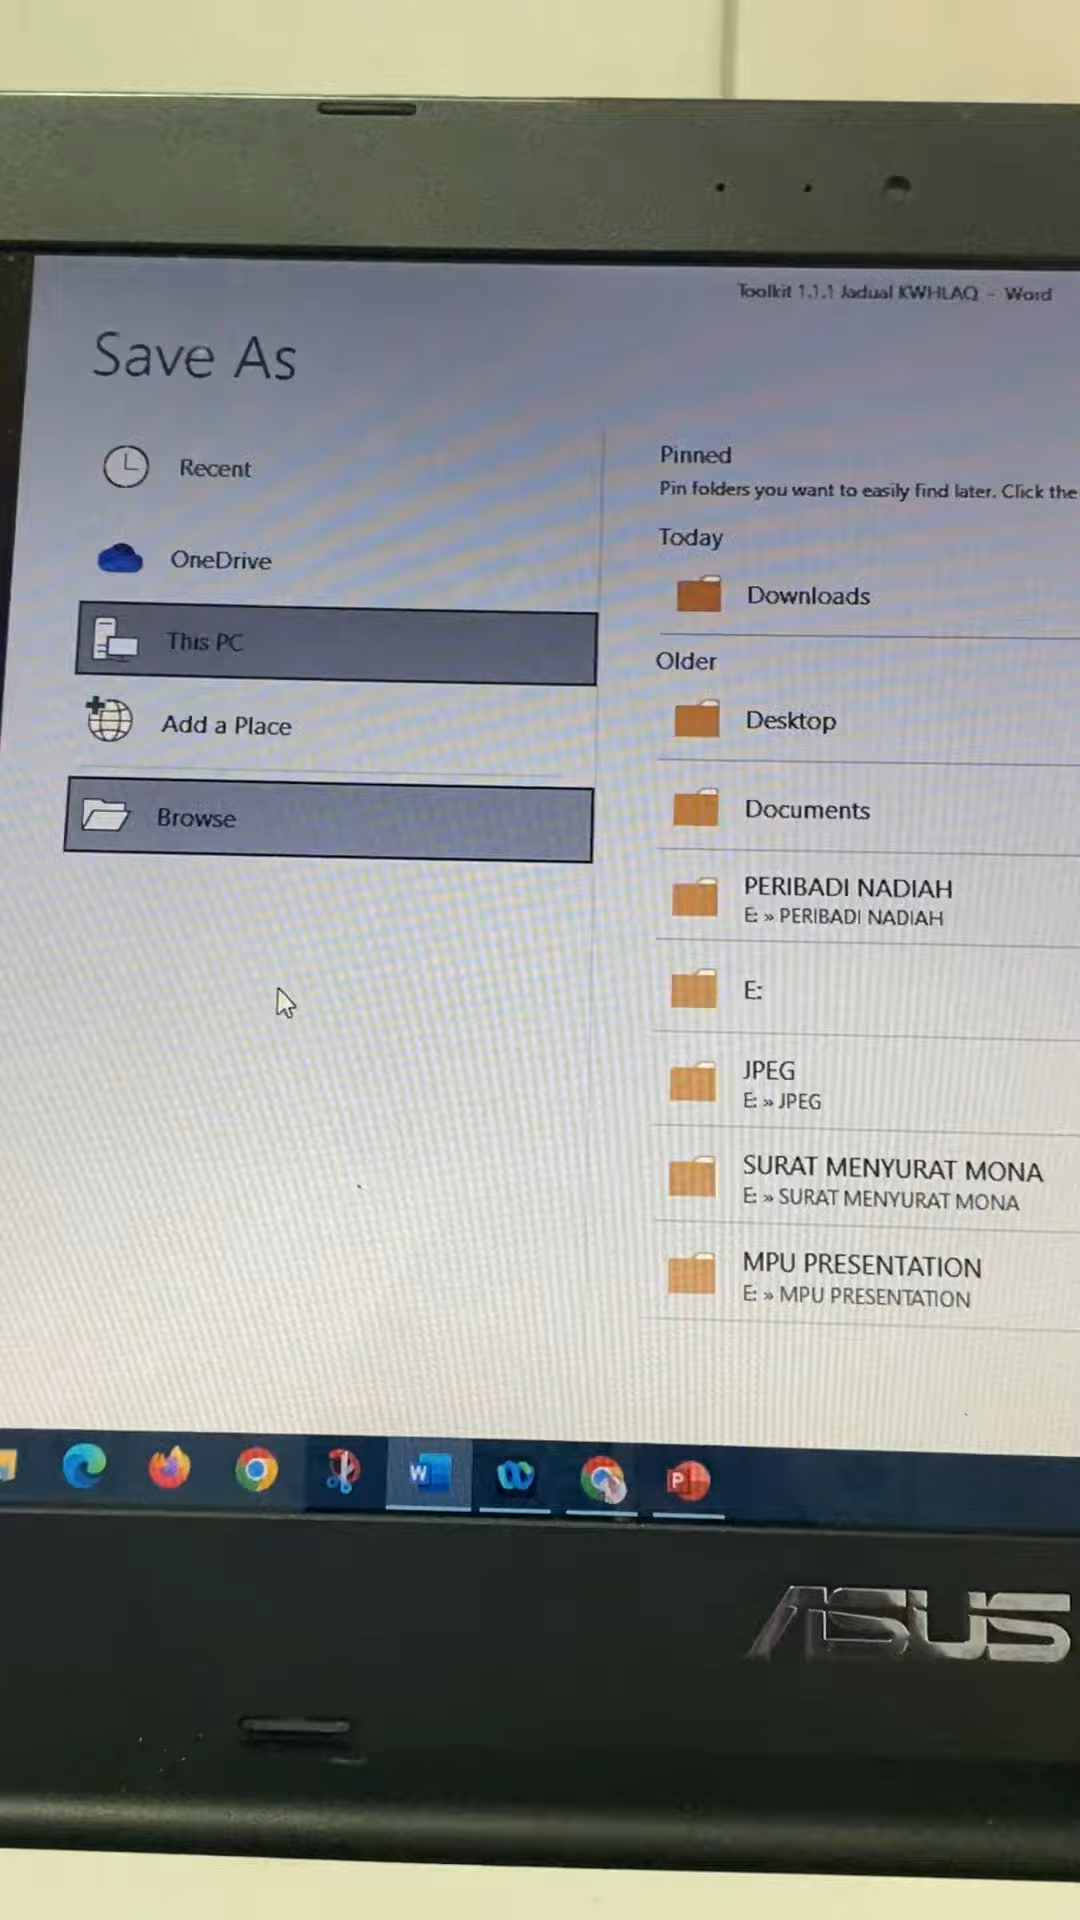 Toolkit 1.1.1 Jadual KWHLAQ - Word
Save As
Recent
OneDrive
This PC
Add a Place
Browse
Pinned
Pin folders you want to easily find later. Click the
Today
Downloads
Older
Desktop
Documents
PERIBADI NADIAH
E: » PERIBADI NADIAH
E:
JPEG
E: » JPEG
SURAT MENYURAT MONA
E: » SURAT MENYURAT MONA
MPU PRESENTATION
E: » MPU PRESENTATION
W
P
ASUS